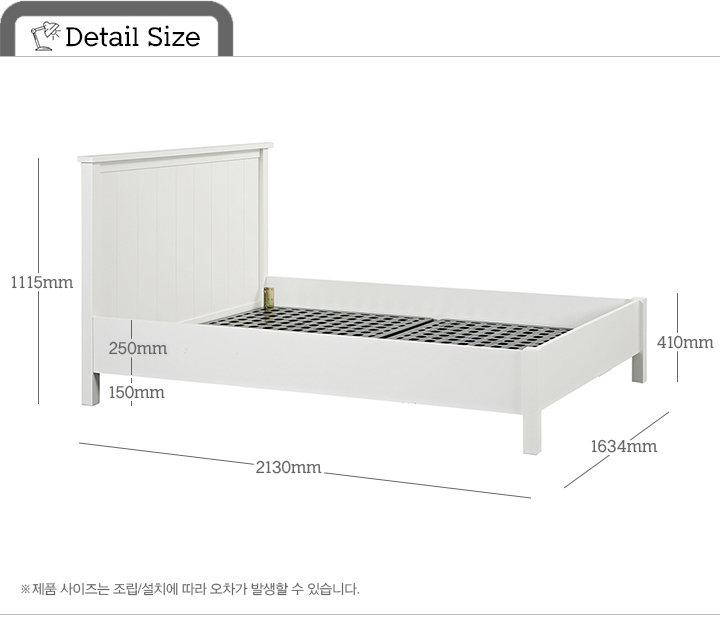 Detail Size
1115mm
250mm
150mm
410mm
2130mm
1634mm
※제품 사이즈는 조립/설치에 따라 오차가 발생할 수 있습니다.